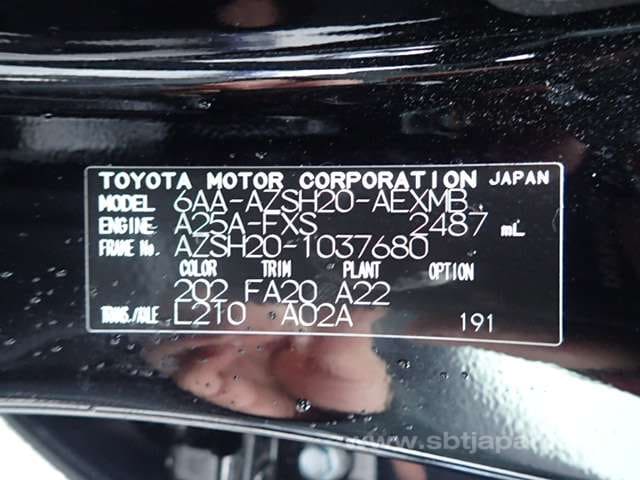 TOYOTA MOTOR CORPORATION JAPAN
MODEL 6AA-AZSH20-AEXMB
ENGINE A25A-FXS 2487 mL
FRAME No. AZSH20-1037680
COLOR TRIM PLANT OPTION
202 FA20 A22
TRANS./AXLE L210 A02A 191
www.sbtjapan